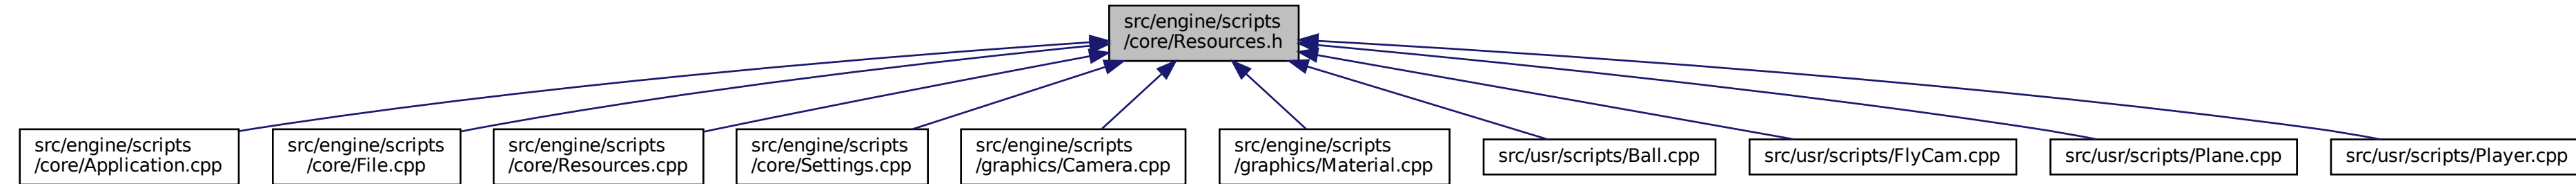 src/engine/scripts
/core/Resources.h
src/engine/scripts
/core/Application.cpp
src/engine/scripts
/core/File.cpp
src/engine/scripts
/core/Resources.cpp
src/engine/scripts
/core/Settings.cpp
src/engine/scripts
/graphics/Camera.cpp
src/engine/scripts
/graphics/Material.cpp
src/usr/scripts/Ball.cpp
src/usr/scripts/FlyCam.cpp
src/usr/scripts/Plane.cpp
src/usr/scripts/Player.cpp